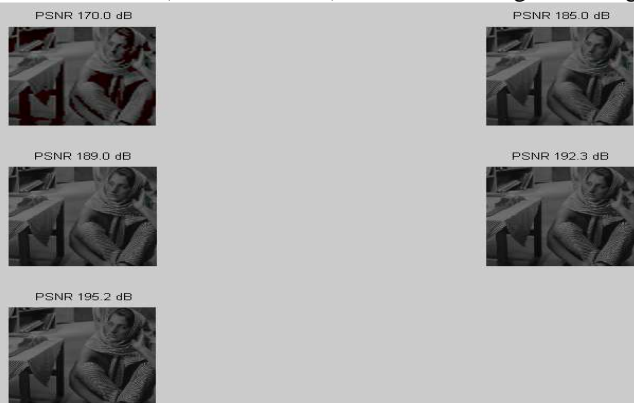 PSNR 170.0 dB
PSNR 185.0 dB
PSNR 189.0 dB
PSNR 192.3 dB
PSNR 195.2 dB